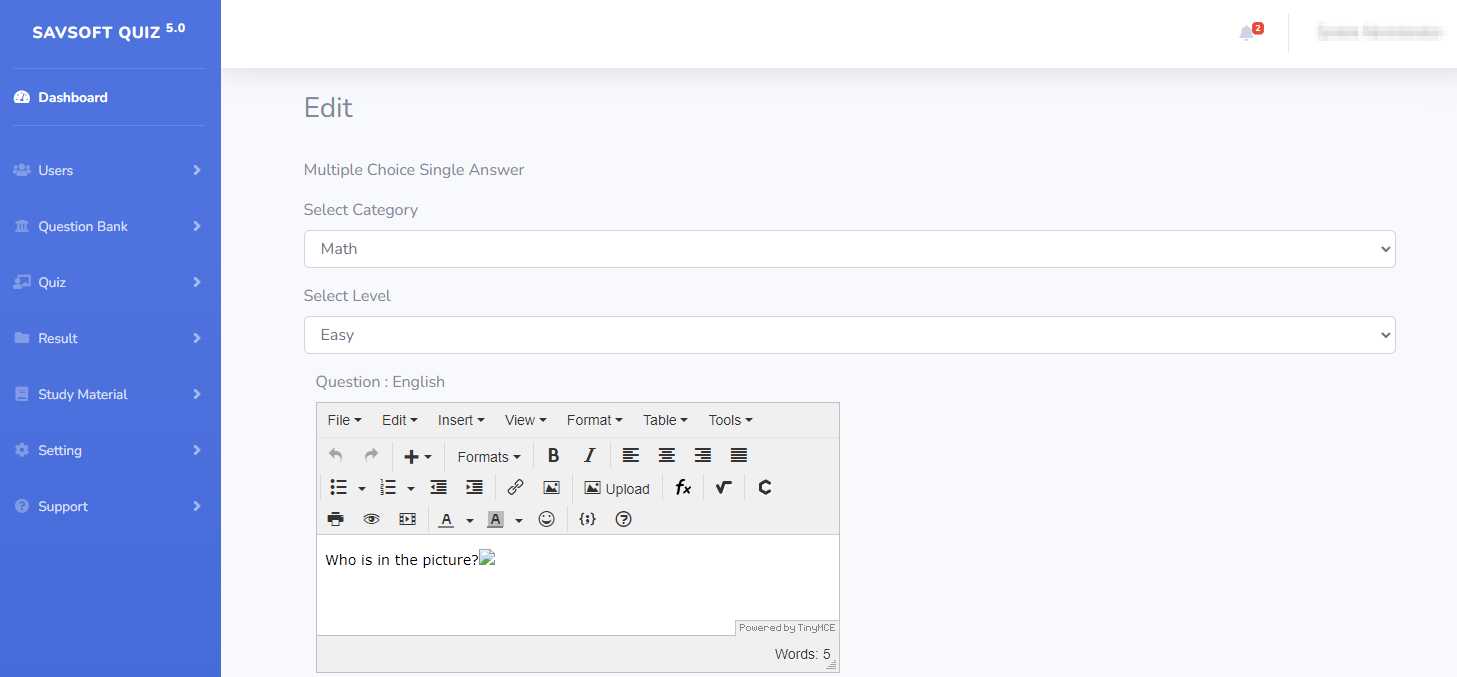 SAVSOFT QUIZ 5.0
2
Dashboard
Users
Question Bank
Quiz
Result
Study Material
Setting
Support
Edit
Multiple Choice Single Answer
Select Category
Math
Select Level
Easy
Question : English
File Edit Insert View Format Table Tools
Formats B I
Upload fx
A A
Who is in the picture?
Powered by TinyMCE
Words: 5